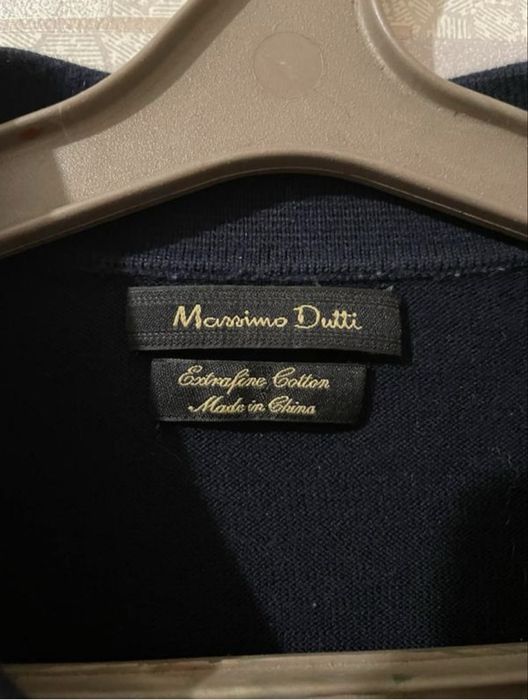 Massimo Dutti
Extrafine Cotton
Made in China